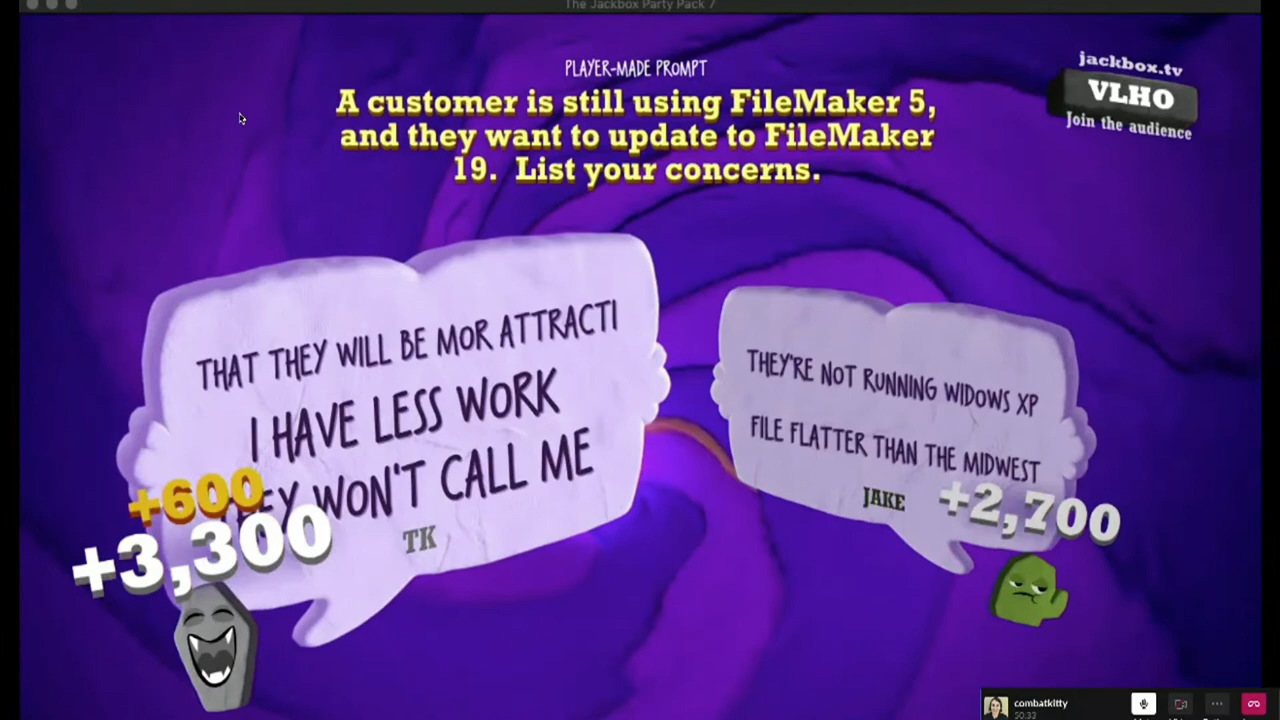 The Jackbox Party Pack 7
PLAYER-MADE PROMPT
A customer is still using FileMaker 5,
and they want to update to FileMaker
19. List your concerns.
jackbox.tv
VLHO
Join the audience
THAT THEY WILL BE MOR ATTRACTI
I HAVE LESS WORK
EY WON'T CALL ME
TK
+600
+3,300
THEY'RE NOT RUNNING WIDOWS XP
FILE FLATTER THAN THE MIDWEST
JAKE
+2,700
combatkitty
50:33